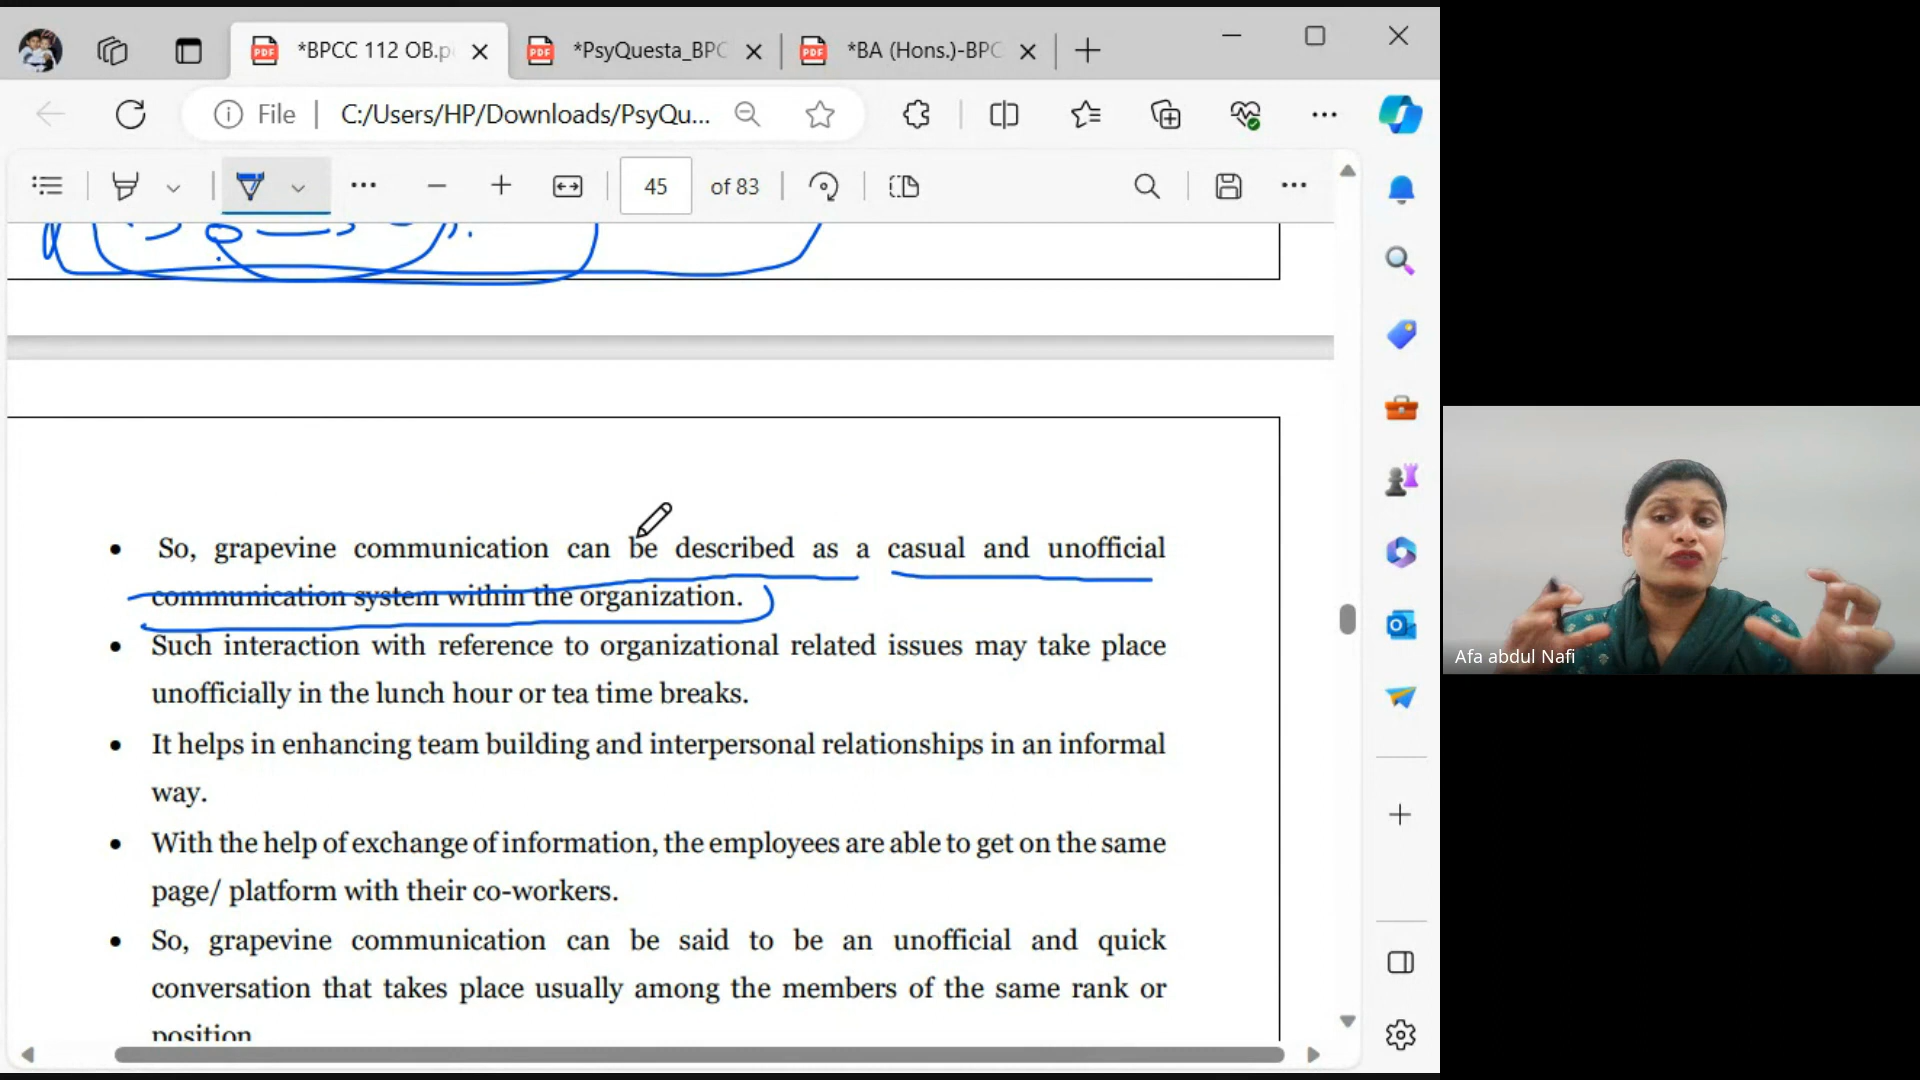 *BPCC 112 OB.p
*PsyQuesta_BPC
*BA (Hons.)-BPC
File
C:/Users/HP/Downloads/PsyQu...
45 of 83
So, grapevine communication can be described as a casual and unofficial
communication system within the organization.
Such interaction with reference to organizational related issues may take place
unofficially in the lunch hour or tea time breaks.
It helps in enhancing team building and interpersonal relationships in an informal
way.
With the help of exchange of information, the employees are able to get on the same
page/ platform with their co-workers.
So, grapevine communication can be said to be an unofficial and quick
conversation that takes place usually among the members of the same rank or
position
Afa abdul Nafi